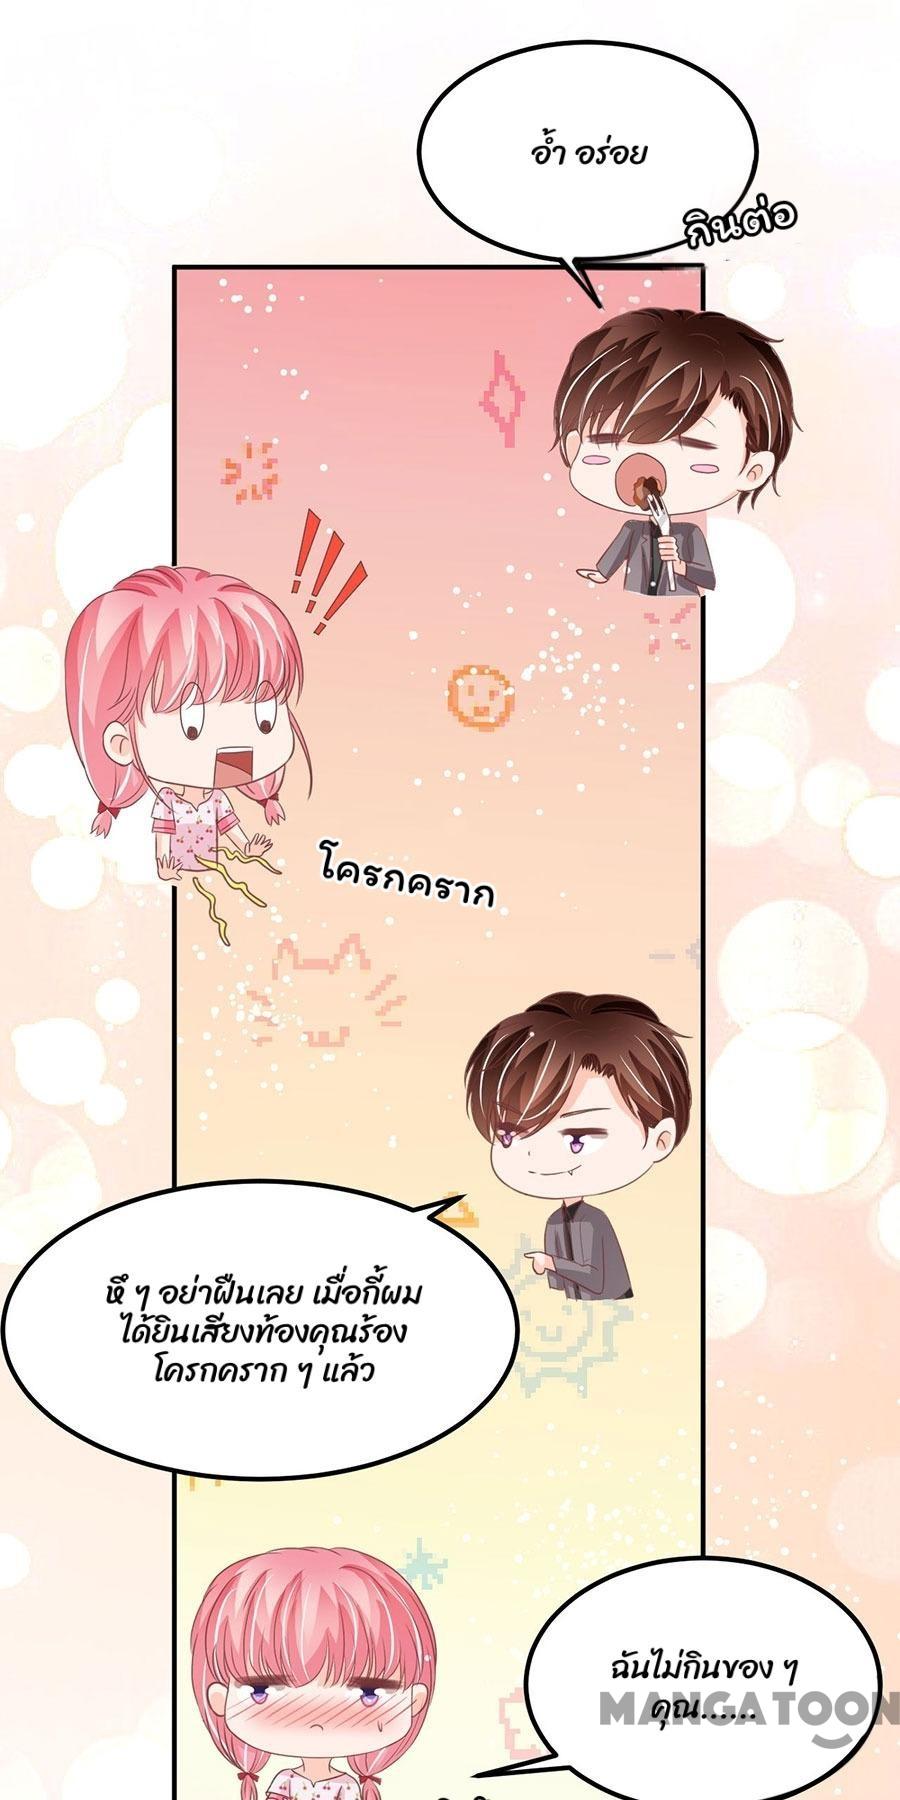 อ้ำ อร่อย
กินต่อ
โครกคราก
หึ ๆ อย่าฝืนเลย เมื่อกี้ผม
ได้ยินเสียงท้องคุณร้อง
โครกคราก ๆ แล้ว
ฉันไม่กินของ ๆ
คุณ......
MANGATOON